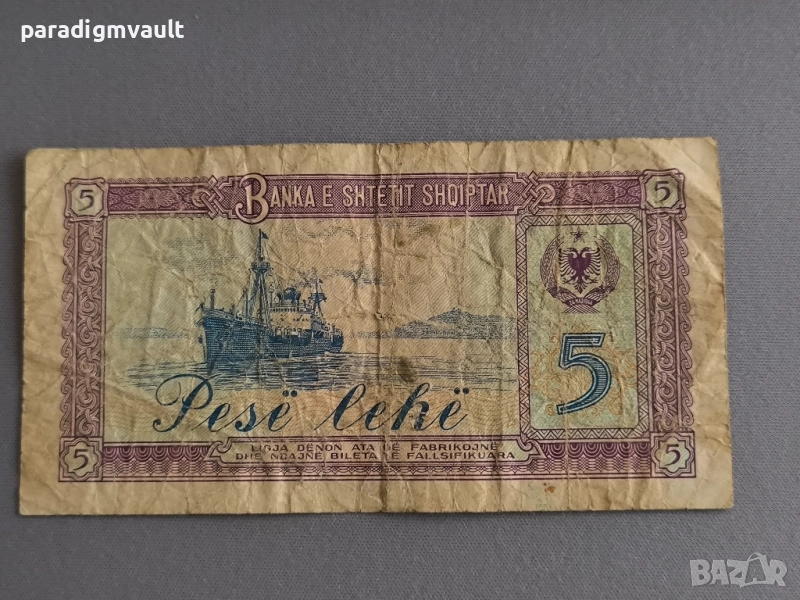 paradigmvault
5 BANKA E SHTETIT SHQIPTAR 5
5
Pesë lekë
LIGJA DËNON ATA QË FABRIKOJNË
DHE NDAJNË BILETA TË FALLSIFIKUARA
5 5
BAZAR